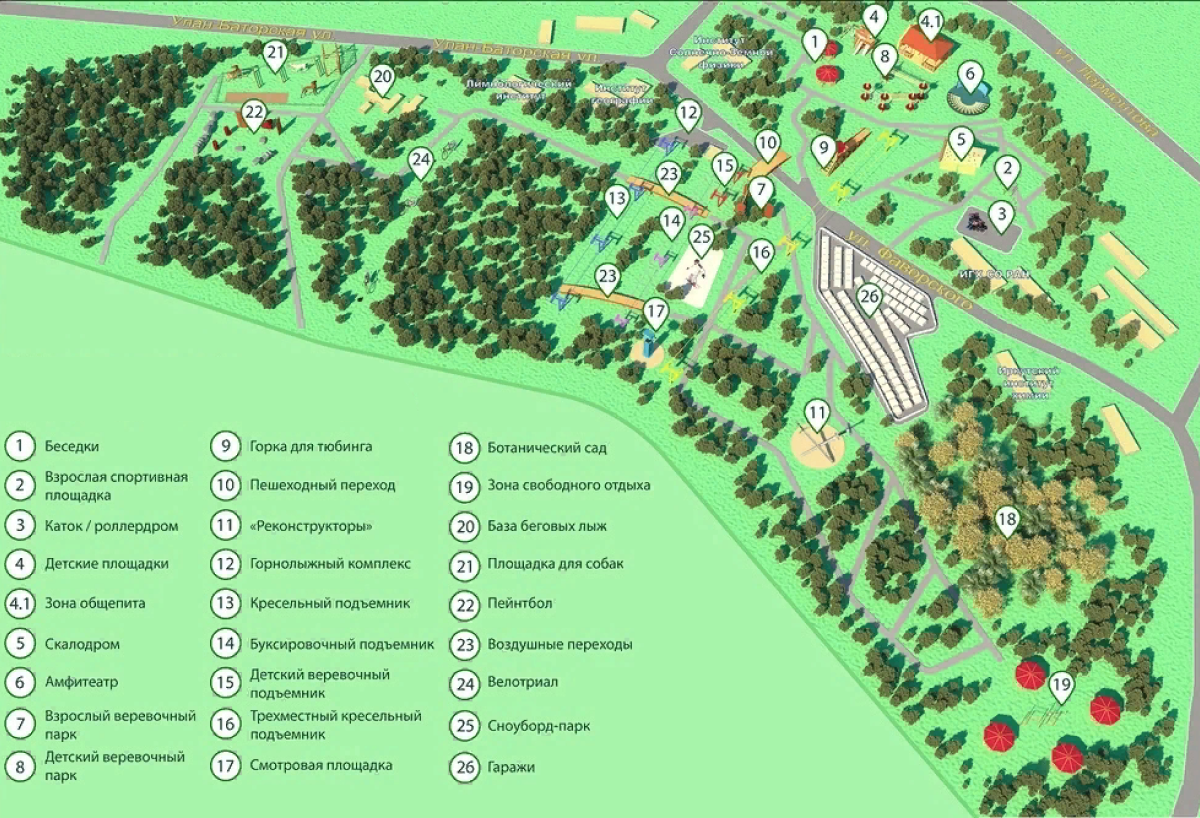 Улан-Баторская ул.
Улан-Баторская ул.
ул. Лермонтова
Институт
Солнечно-Земной
физики
Лимнологический
институт
Институт
географии
ул. Фаворского
ИГХ СО РАН
Иркутский
институт
химии
1
4
4.1
8
6
21
20
22
12
10
9
5
2
24
23
15
7
13
14
3
25
16
23
26
17
11
18
19
1 Беседки
2 Взрослая спортивная
площадка
3 Каток / роллердром
4 Детские площадки
4.1 Зона общепита
5 Скалодром
6 Амфитеатр
7 Взрослый веревочный
парк
8 Детский веревочный
парк
9 Горка для тюбинга
10 Пешеходный переход
11 «Реконструкторы»
12 Горнолыжный комплекс
13 Кресельный подъемник
14 Буксировочный подъемник
15 Детский веревочный
подъемник
16 Трехместный кресельный
подъемник
17 Смотровая площадка
18 Ботанический сад
19 Зона свободного отдыха
20 База беговых лыж
21 Площадка для собак
22 Пейнтбол
23 Воздушные переходы
24 Велотриал
25 Сноуборд-парк
26 Гаражи